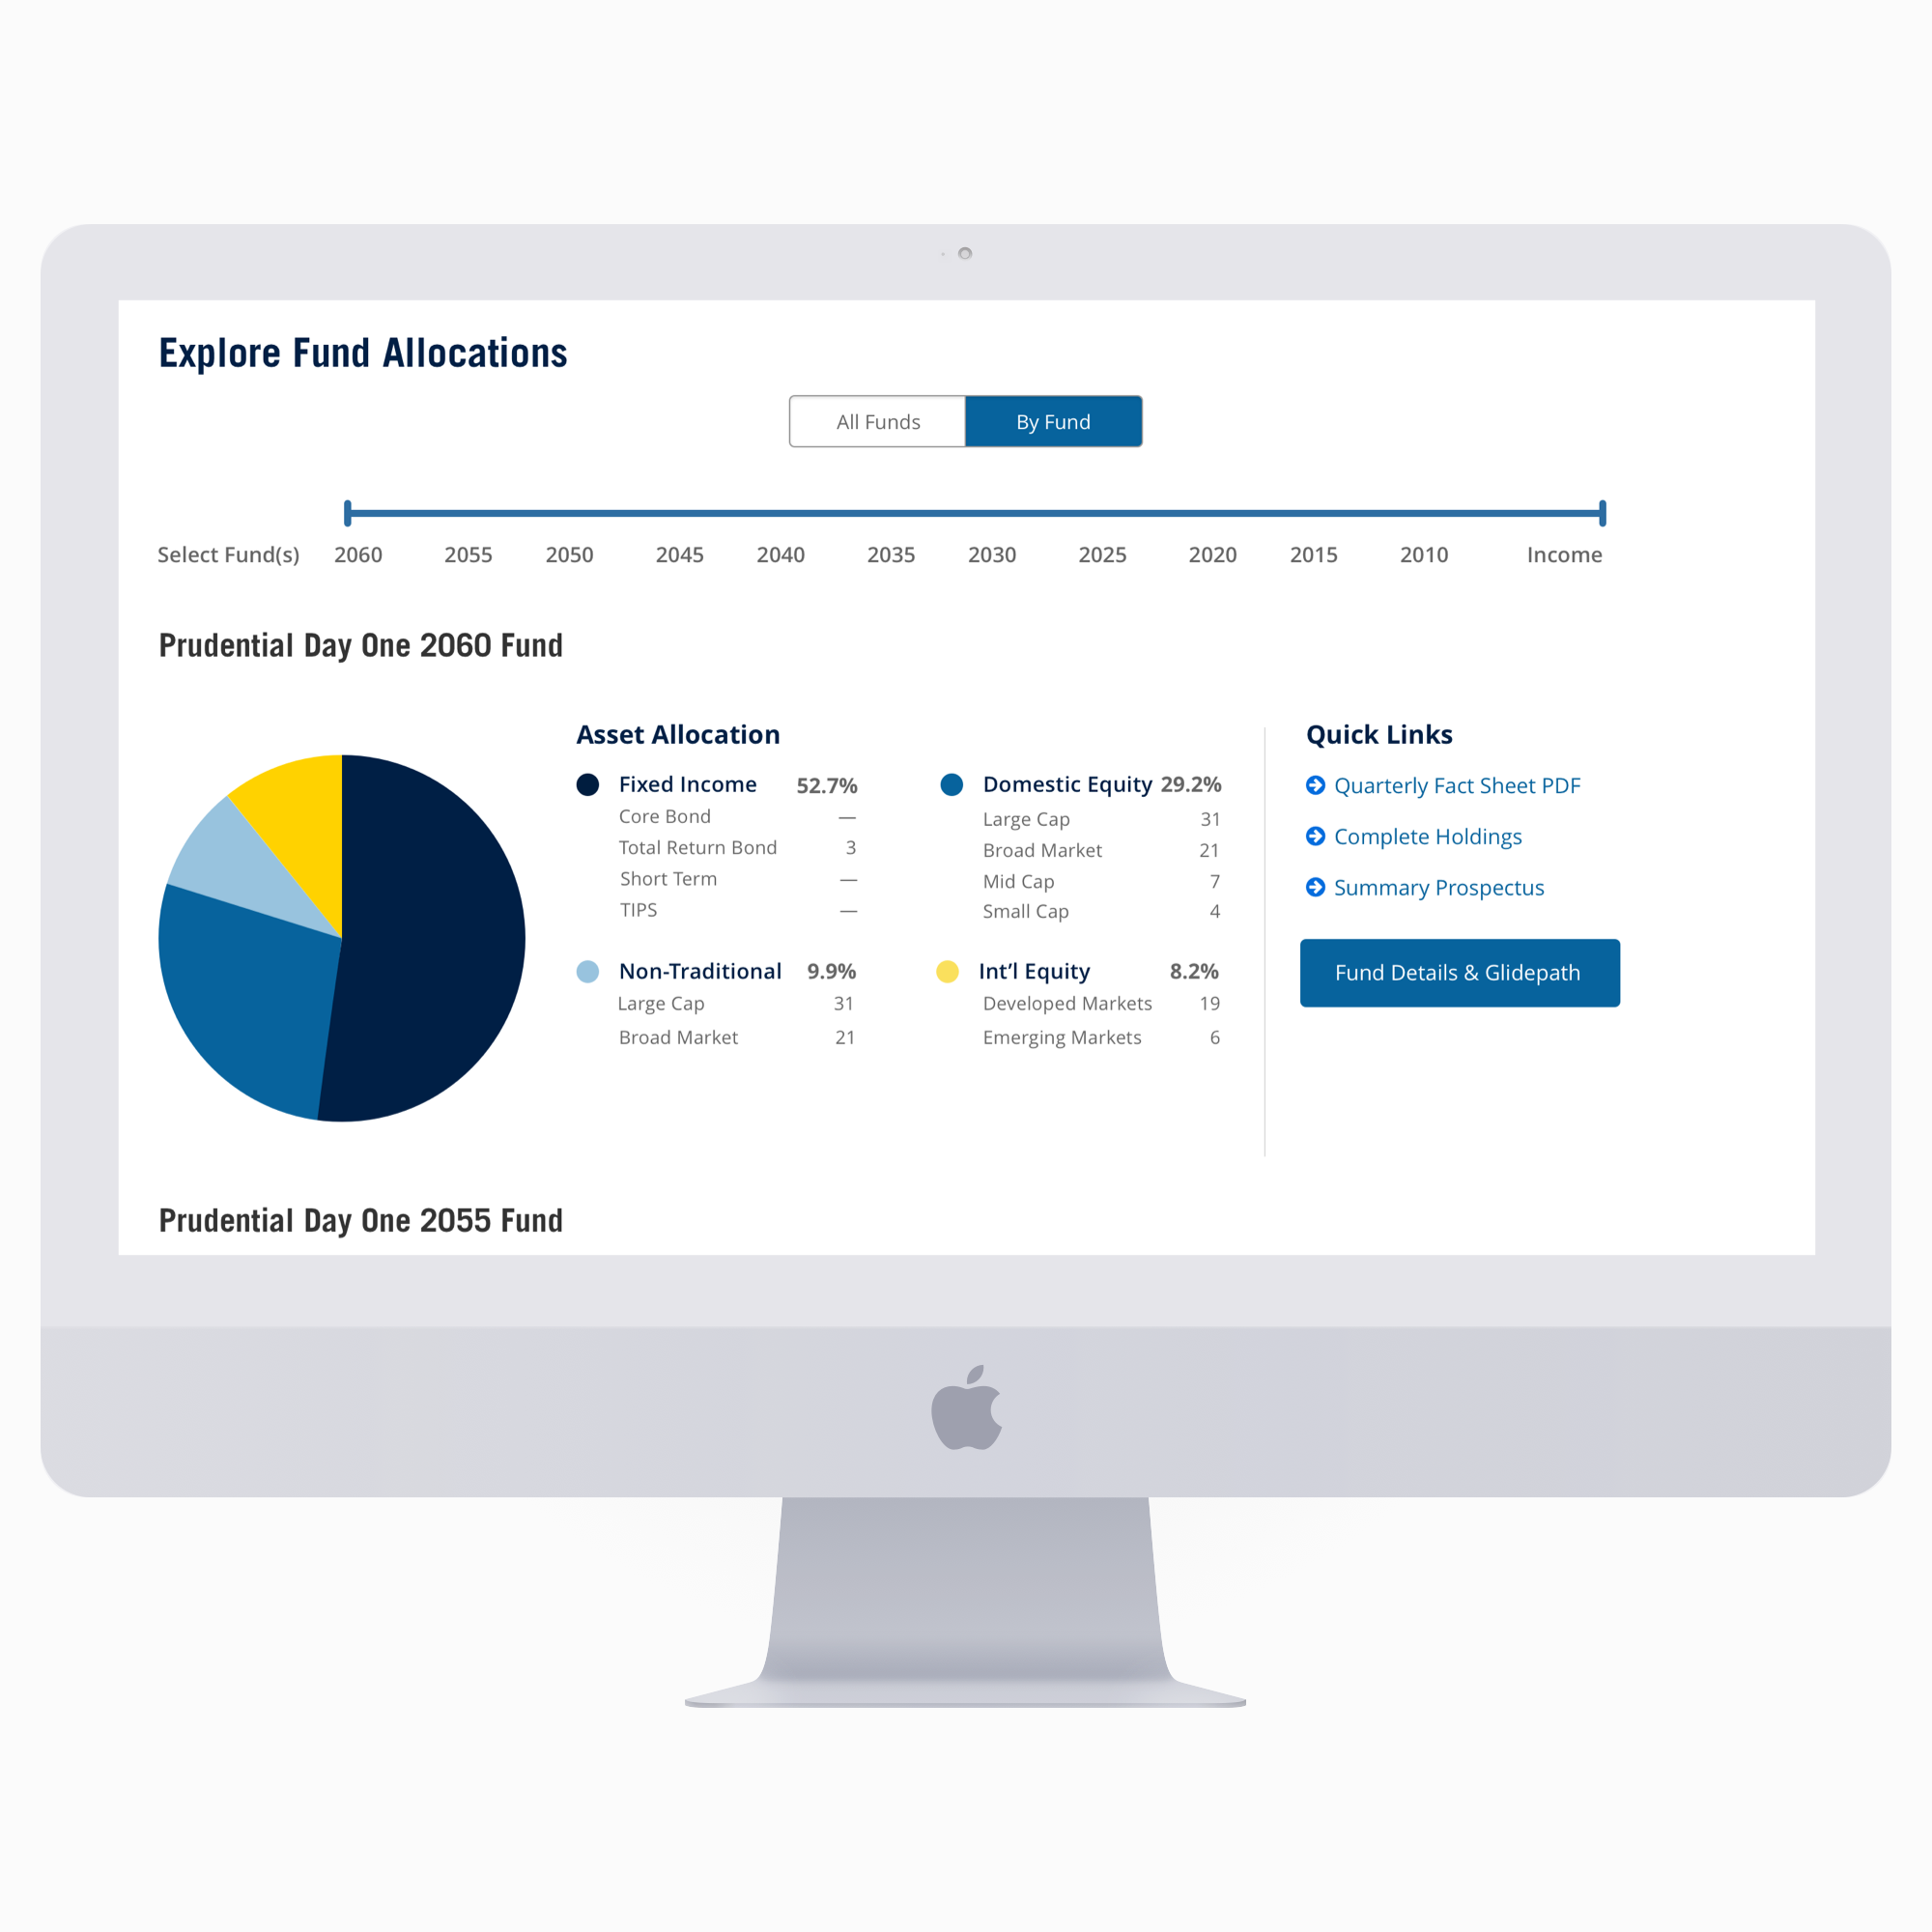 Explore Fund Allocations
All Funds By Fund
Select Fund(s) 2060 2055 2050 2045 2040 2035 2030 2025 2020 2015 2010 Income
Prudential Day One 2060 Fund
Asset Allocation
Fixed Income 52.7%
Core Bond —
Total Return Bond 3
Short Term —
TIPS —
Domestic Equity 29.2%
Large Cap 31
Broad Market 21
Mid Cap 7
Small Cap 4
Non-Traditional 9.9%
Large Cap 31
Broad Market 21
Int’l Equity 8.2%
Developed Markets 19
Emerging Markets 6
Quick Links
Quarterly Fact Sheet PDF
Complete Holdings
Summary Prospectus
Fund Details & Glidepath
Prudential Day One 2055 Fund